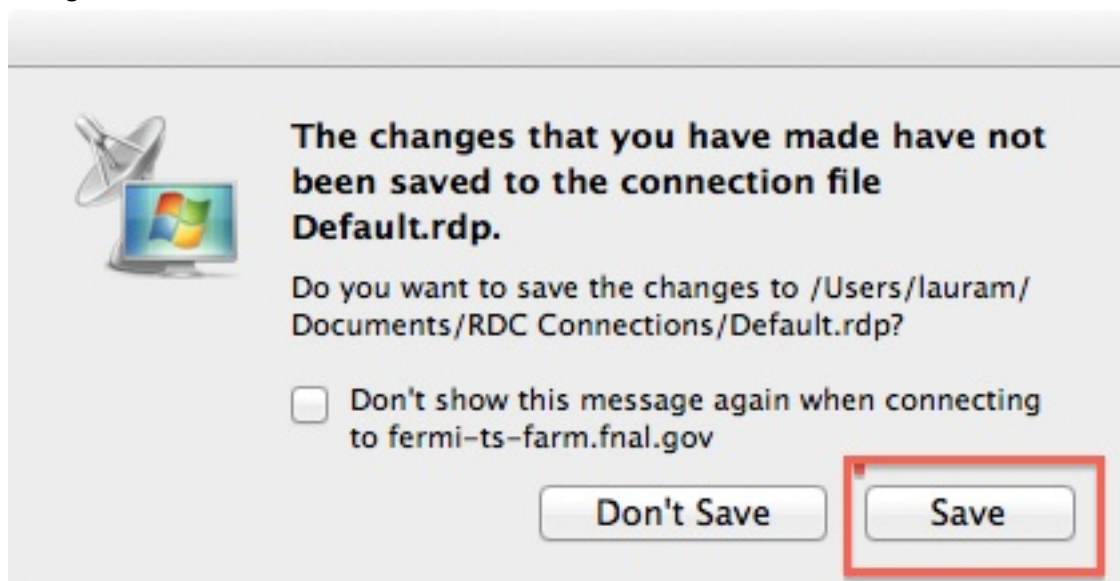 The changes that you have made have not
been saved to the connection file
Default.rdp.
Do you want to save the changes to /Users/lauram/
Documents/RDC Connections/Default.rdp?
Don't show this message again when connecting
to fermi-ts-farm.fnal.gov
Don't Save
Save